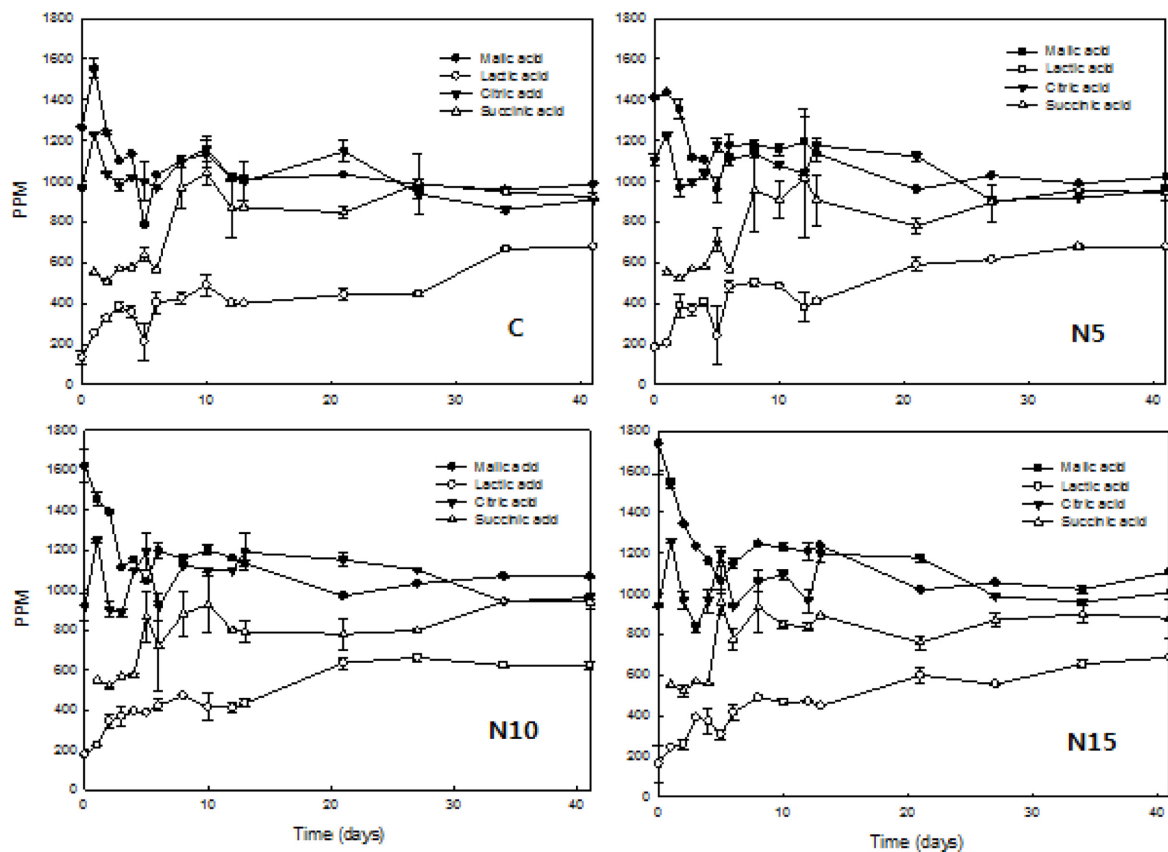 1800
1600
1400
1200
1000
800
600
400
200
0
PPM
Malic acid
Lactic acid
Citric acid
Succinic acid
C
0 10 20 30 40
1800
1600
1400
1200
1000
800
600
400
200
0
Malic acid
Lactic acid
Citric acid
Succinic acid
N5
0 10 20 30 40
1800
1600
1400
1200
1000
800
600
400
200
0
PPM
Malic acid
Lactic acid
Citric acid
Succinic acid
N10
0 10 20 30 40
Time (days)
1800
1600
1400
1200
1000
800
600
400
200
0
Malic acid
Lactic acid
Citric acid
Succinic acid
N15
0 10 20 30 40
Time (days)